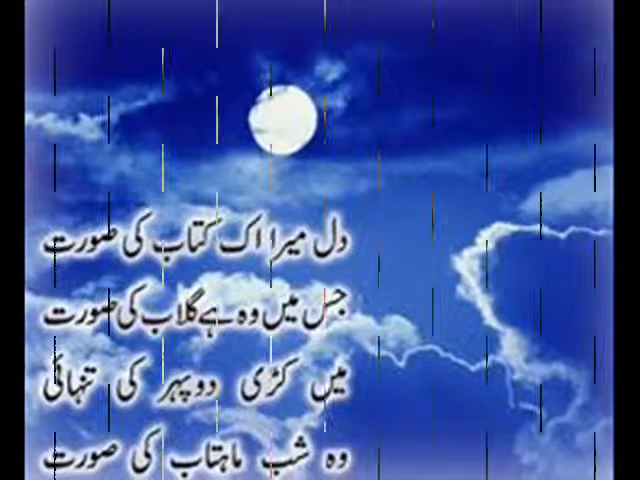 دل میرا اک کتاب کی صورت
جس میں وہ ہے گلاب کی صورت
میں کڑی دوپہر کی تنہائی
وہ شب ماہتاب کی صورت